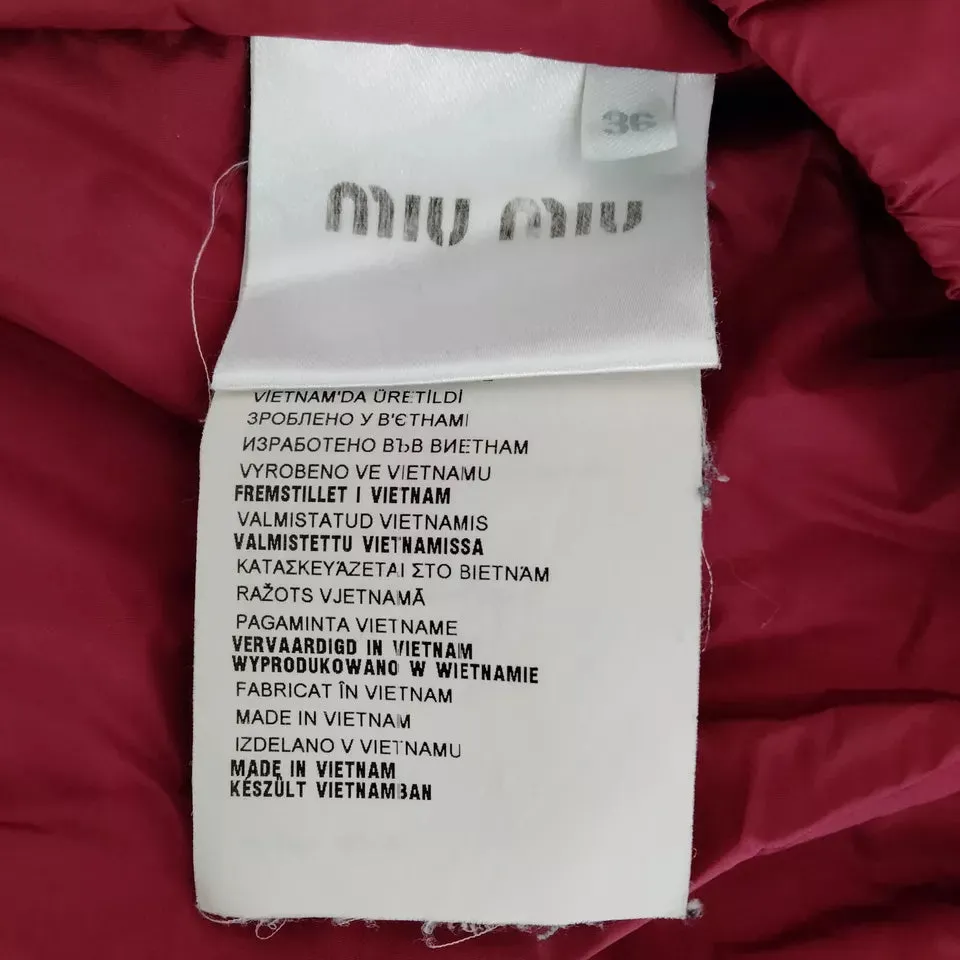 36
MIU MIU
VIETNAM'DA ÜRETİLDİ
ЗРОБЛЕНО У В'ЄТНАМІ
ИЗРАБОТЕНО ВЪВ ВИЕТНАМ
VYROBENO VE VIETNAMU
FREMSTILLET I VIETNAM
VALMISTATUD VIETNAMIS
VALMISTETTU VIETNAMISSA
ΚΑΤΑΣΚΕΥΆΖΕΤΑΙ ΣΤΟ ΒΙΕΤΝΆΜ
RAŽOTS VJETNAMĀ
PAGAMINTA VIETNAME
VERVAARDIGD IN VIETNAM
WYPRODUKOWANO W WIETNAMIE
FABRICAT ÎN VIETNAM
MADE IN VIETNAM
IZDELANO V VIETNAMU
MADE IN VIETNAM
KÉSZÜLT VIETNAMBAN